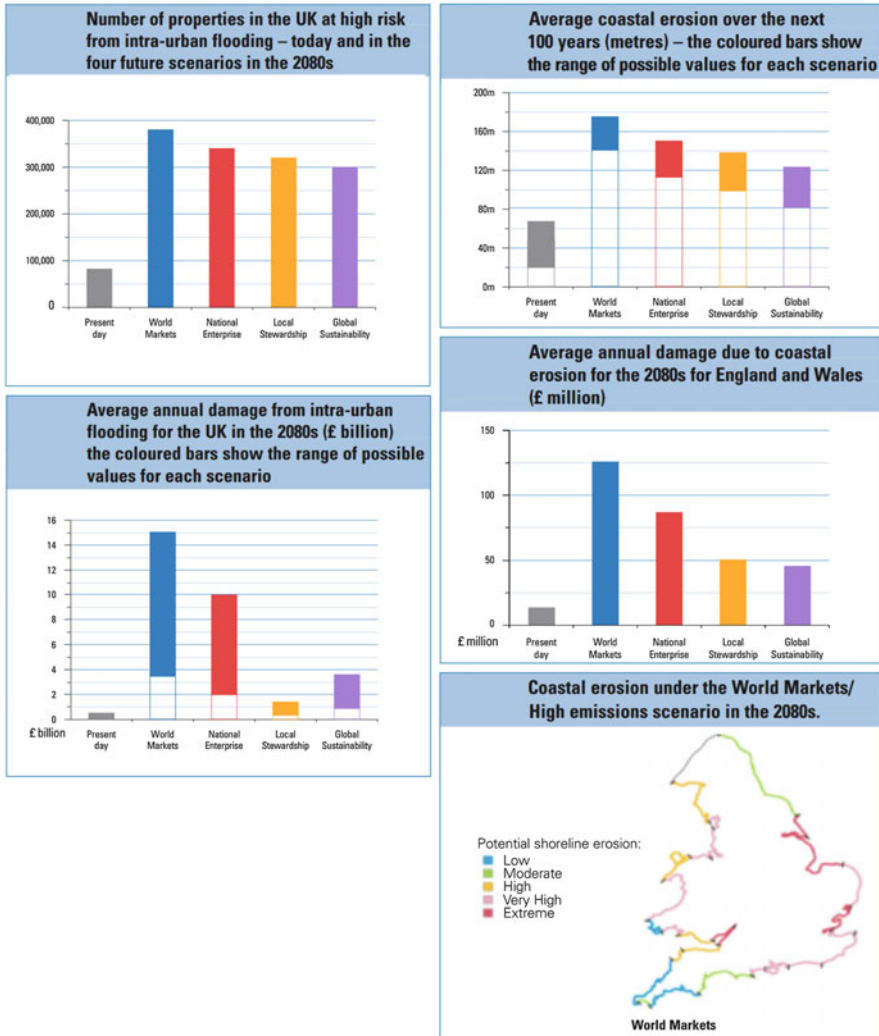 Number of properties in the UK at high risk
from intra-urban flooding – today and in the
four future scenarios in the 2080s
400,000
300,000
200,000
100,000
0
Present
day
World
Markets
National
Enterprise
Local
Stewardship
Global
Sustainability
Average annual damage from intra-urban
flooding for the UK in the 2080s (£ billion)
the coloured bars show the range of possible
values for each scenario
16
14
12
10
8
6
4
2
0
£ billion
Present
day
World
Markets
National
Enterprise
Local
Stewardship
Global
Sustainability
Average coastal erosion over the next
100 years (metres) – the coloured bars show
the range of possible values for each scenario
200m
160m
120m
80m
40m
0m
Present
day
World
Markets
National
Enterprise
Local
Stewardship
Global
Sustainability
Average annual damage due to coastal
erosion for the 2080s for England and Wales
(£ million)
150
100
50
0
£ million
Present
day
World
Markets
National
Enterprise
Local
Stewardship
Global
Sustainability
Coastal erosion under the World Markets/
High emissions scenario in the 2080s.
Potential shoreline erosion:
Low
Moderate
High
Very High
Extreme
World Markets